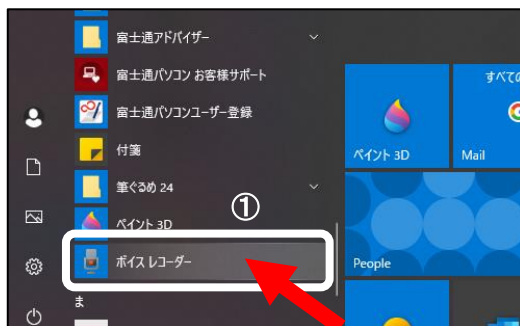 富士通アドバイザー
富士通パソコン お客様サポート
富士通パソコンユーザー登録
付箋
筆ぐるめ 24
①
ペイント 3D
ボイス レコーダー
ま
すべての
ペイント 3D
Mail
People